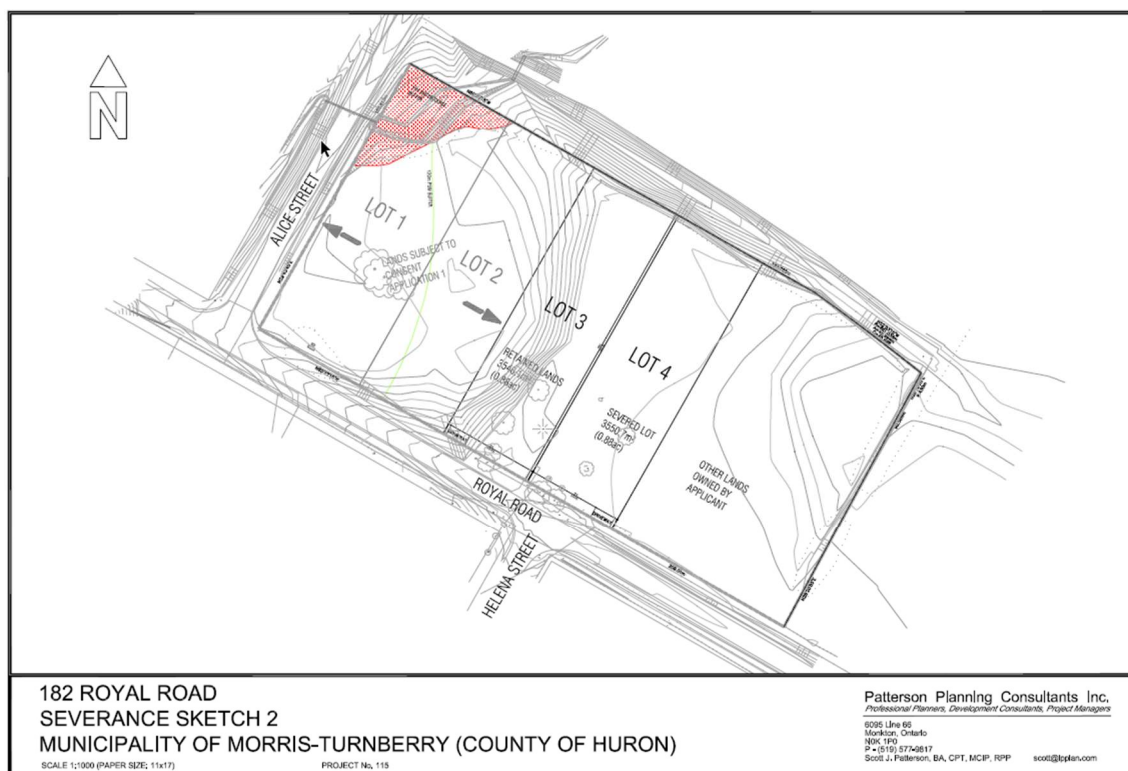 N
ALICE STREET
LOT 1
LANDS SUBJECT TO
CONSENT
APPLICATION 1
LOT 2
LOT 3
RETAINED LANDS
LOT 4
SEVERED LOT
3550.7m²
(0.88ac)
3
OTHER LANDS
OWNED BY
APPLICANT
ROYAL ROAD
HELENA STREET
182 ROYAL ROAD
SEVERANCE SKETCH 2
MUNICIPALITY OF MORRIS-TURNBERRY (COUNTY OF HURON)
SCALE 1:1000 (PAPER SIZE: 11x17)
PROJECT No. 115
Patterson Planning Consultants Inc.
Professional Planners, Development Consultants, Project Managers
6095 Line 66
Monkton, Ontario
N0K 1P0
P - (519) 577-9817
Scott J. Patterson, BA, CPT, MCIP, RPP
scott@lpplan.com